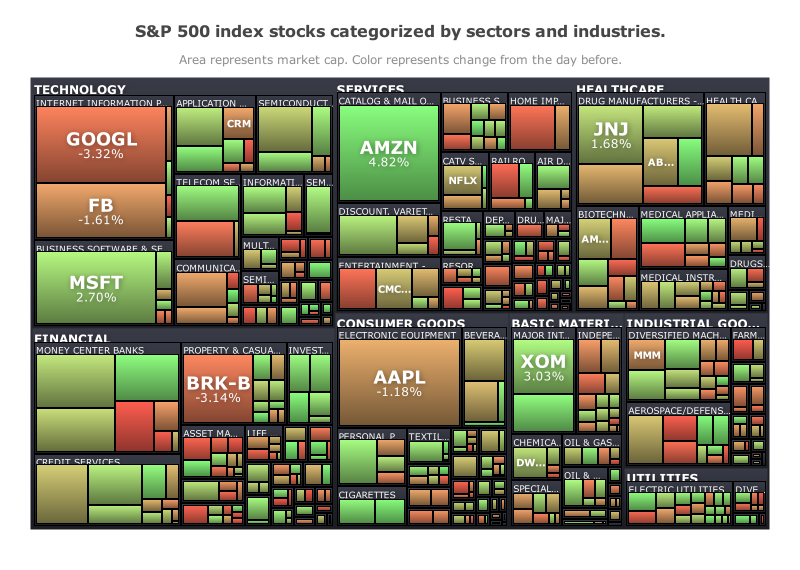 S&P 500 index stocks categorized by sectors and industries.
Area represents market cap. Color represents change from the day before.
TECHNOLOGY
INTERNET INFORMATION P...
GOOGL
-3.32%
FB
-1.61%
APPLICATION ...
CRM
SEMICONDUCT...
TELECOM SE...
INFORMATI...
SEM...
BUSINESS SOFTWARE & SE...
MSFT
2.70%
COMMUNICA...
MULT...
SEMI...
SERVICES
CATALOG & MAIL O...
AMZN
4.82%
BUSINESS S...
HOME IMP...
CATV S...
NFLX
RAILRO...
AIR D...
DISCOUNT, VARIET...
RESTA...
DEP...
DRU...
MAJ...
ENTERTAINMENT - ...
CMC...
RESOR...
HEALTHCARE
DRUG MANUFACTURERS -...
JNJ
1.68%
AB...
HEALTH CA...
BIOTECHN...
AM...
MEDICAL APPLIA...
MEDI...
MEDICAL INSTR...
DRUGS...
FINANCIAL
MONEY CENTER BANKS
PROPERTY & CASUA...
BRK-B
-3.14%
INVEST...
ASSET MA...
LIFE ...
CREDIT SERVICES
CONSUMER GOODS
ELECTRONIC EQUIPMENT
AAPL
-1.18%
BEVERA...
PERSONAL P...
TEXTIL...
CIGARETTES
BASIC MATERI...
MAJOR INT...
XOM
3.03%
INDEPE...
CHEMICA...
DW...
OIL & GAS...
OIL & ...
SPECIAL...
INDUSTRIAL GOO...
DIVERSIFIED MACH...
MMM
FARM...
AEROSPACE/DEFENS...
UTILITIES
ELECTRIC UTILITIES
DIVE...